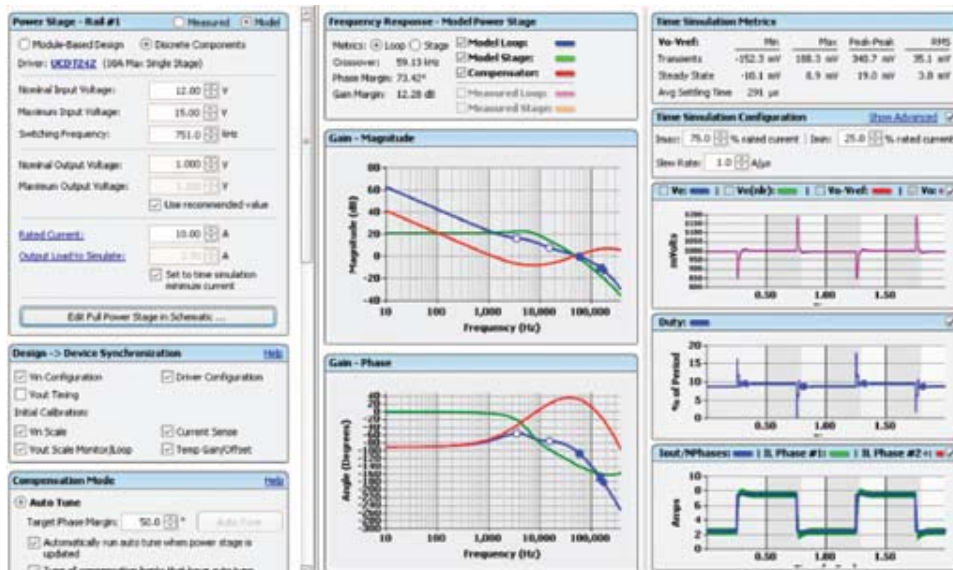 Power Stage - Rail #1 Measured Model
Module-Based Design Discrete Components
Driver: UCD7242 (10A Max Single Stage)
Nominal Input Voltage: 12.00 V
Maximum Input Voltage: 15.00 V
Switching Frequency: 751.0 kHz
Nominal Output Voltage: 1.000 V
Maximum Output Voltage: V
Use recommended value
Rated Current: 10.00 A
Output Load to Simulate: A
Set to time simulation
minimum current
Edit Full Power Stage in Schematic ...
Design -> Device Synchronization Help
Vin Configuration Driver Configuration
Vout Timing
Initial Calibration:
Vin Scale Current Sense
Vout Scale Monitor/Loop Temp Gain/Offset
Compensation Mode Help
Auto Tune
Target Phase Margin: 50.0 ° Auto Tune
Automatically run auto tune when power stage is
updated
Frequency Response - Model Power Stage
Metrics: Loop Stage Model Loop:
Crossover: 59.13 kHz Model Stage:
Phase Margin: 73.42° Compensator:
Gain Margin: 12.28 dB Measured Loop:
Measured Stage:
Gain - Magnitude
Magnitude (dB)
80
60
40
20
0
-20
-40
10 100 1,000 10,000 100,000
Frequency (Hz)
Gain - Phase
Angle (Degrees)
10 100 1,000 10,000 100,000
Frequency (Hz)
Time Simulation Metrics
Vo-Vref: Min Max Peak-Peak RMS
Transients -152.3 mV 188.3 mV 340.7 mV 35.1 mV
Steady State -10.1 mV 8.9 mV 19.0 mV 3.8 mV
Avg Settling Time 291 µs
Time Simulation Configuration Show Advanced
Imax: 75.0 % rated current Imin: 25.0 % rated current
Slew Rate: 1.0 A/µs
Ve: Vo(nlr): Vo-Vref: Vo:
mVolts
0.50 1.00 1.50
Duty:
% of Period
20
15
10
5
0
0.50 1.00 1.50
Iout/NPhases: IL Phase #1: IL Phase #2
Amps
10
8
6
4
2
0
0.50 1.00 1.50